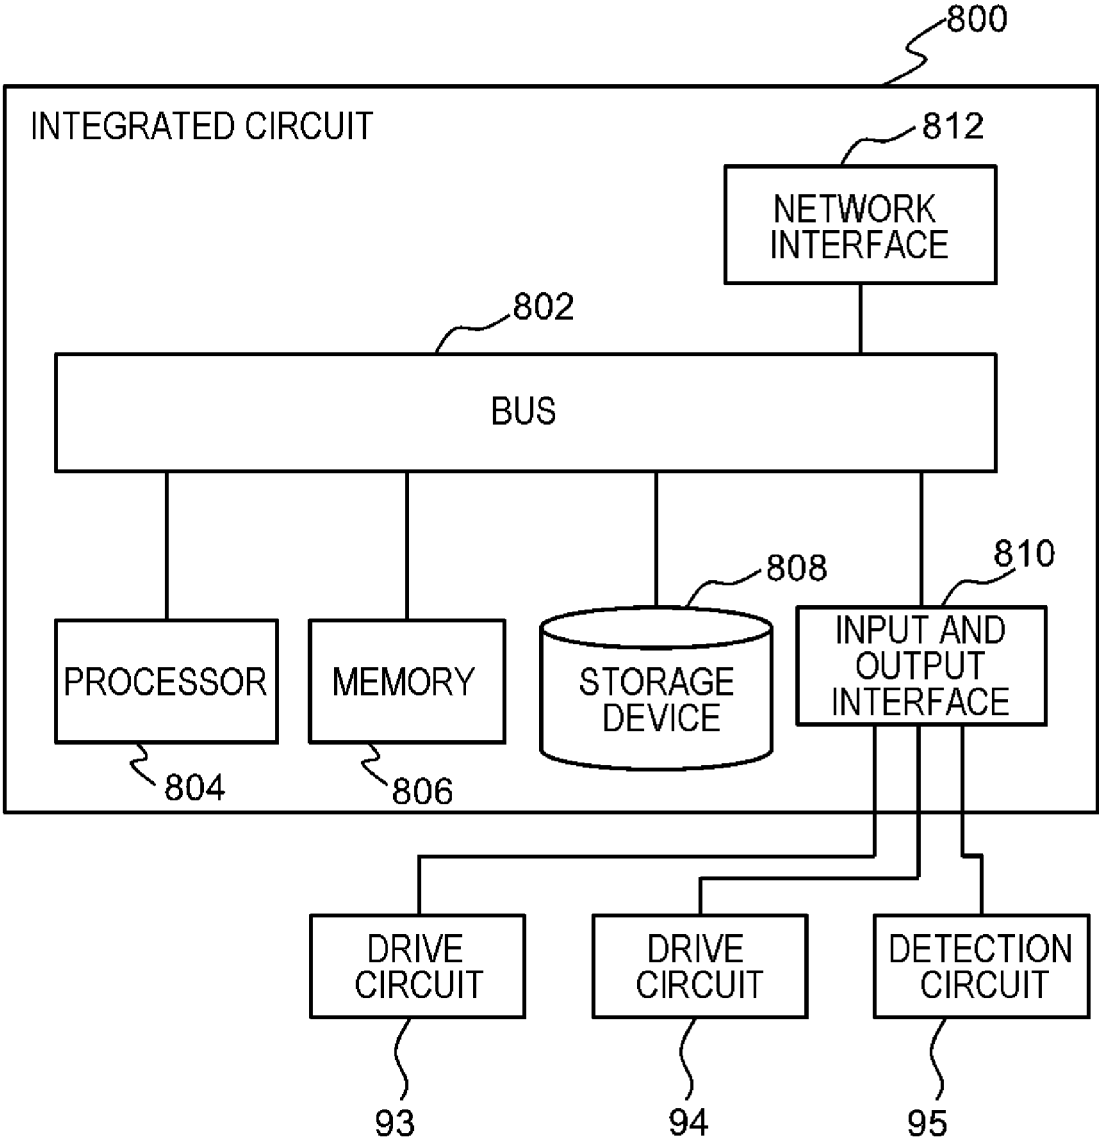 800
INTEGRATED CIRCUIT
812
NETWORK
INTERFACE
802
BUS
810
808
INPUT AND
OUTPUT
INTERFACE
PROCESSOR
MEMORY
STORAGE
DEVICE
804
806
DRIVE
CIRCUIT
DRIVE
CIRCUIT
DETECTION
CIRCUIT
93
94
95